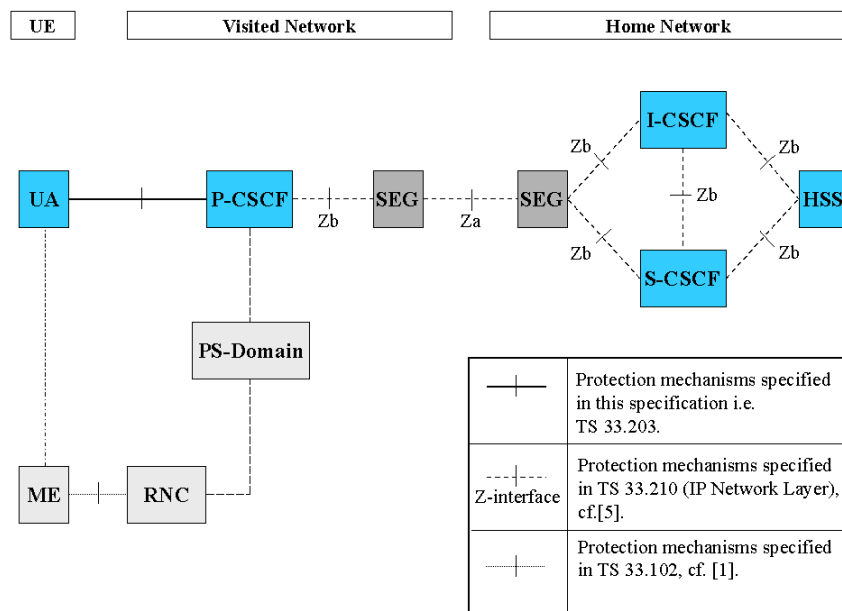 UE
Visited Network
Home Network
I-CSCF
Zb
Zb
UA
P-CSCF
SEG
SEG
HSS
Zb
Zb
Za
Zb
Zb
S-CSCF
PS-Domain
ME
RNC
Protection mechanisms specified
in this specification i.e.
TS 33.203.
Z-interface
Protection mechanisms specified
in TS 33.210 (IP Network Layer),
cf.[5].
Protection mechanisms specified
in TS 33.102, cf. [1].